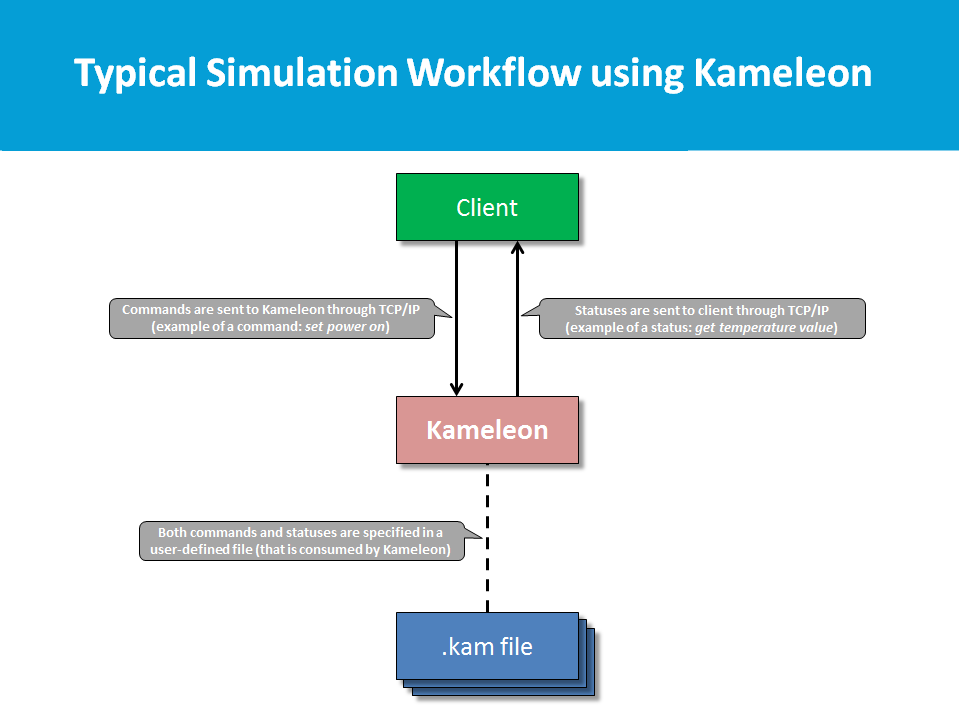 Typical Simulation Workflow using Kameleon
Client
Commands are sent to Kameleon through TCP/IP
(example of a command: set power on)
Statuses are sent to client through TCP/IP
(example of a status: get temperature value)
Kameleon
Both commands and statuses are specified in a
user-defined file (that is consumed by Kameleon)
.kam file